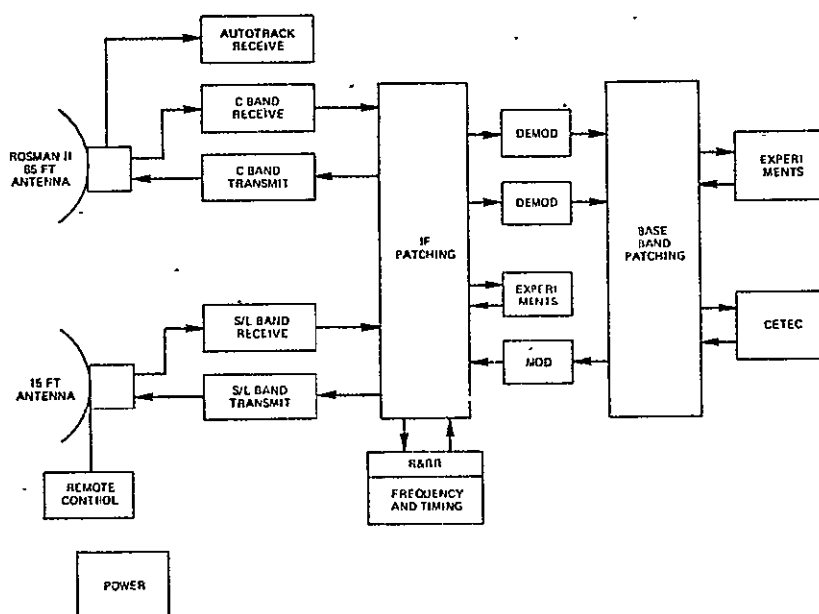 AUTOTRACK
RECEIVE
C BAND
RECEIVE
ROSMAN II
85 FT
ANTENNA
C BAND
TRANSMIT
DEMOD
EXPERI
MENTS
DEMOD
IF
PATCHING
BASE
BAND
PATCHING
EXPERI
MENTS
S/L BAND
RECEIVE
CETEC
15 FT
ANTENNA
S/L BAND
TRANSMIT
MOD
R&RR
REMOTE
CONTROL
FREQUENCY
AND TIMING
POWER